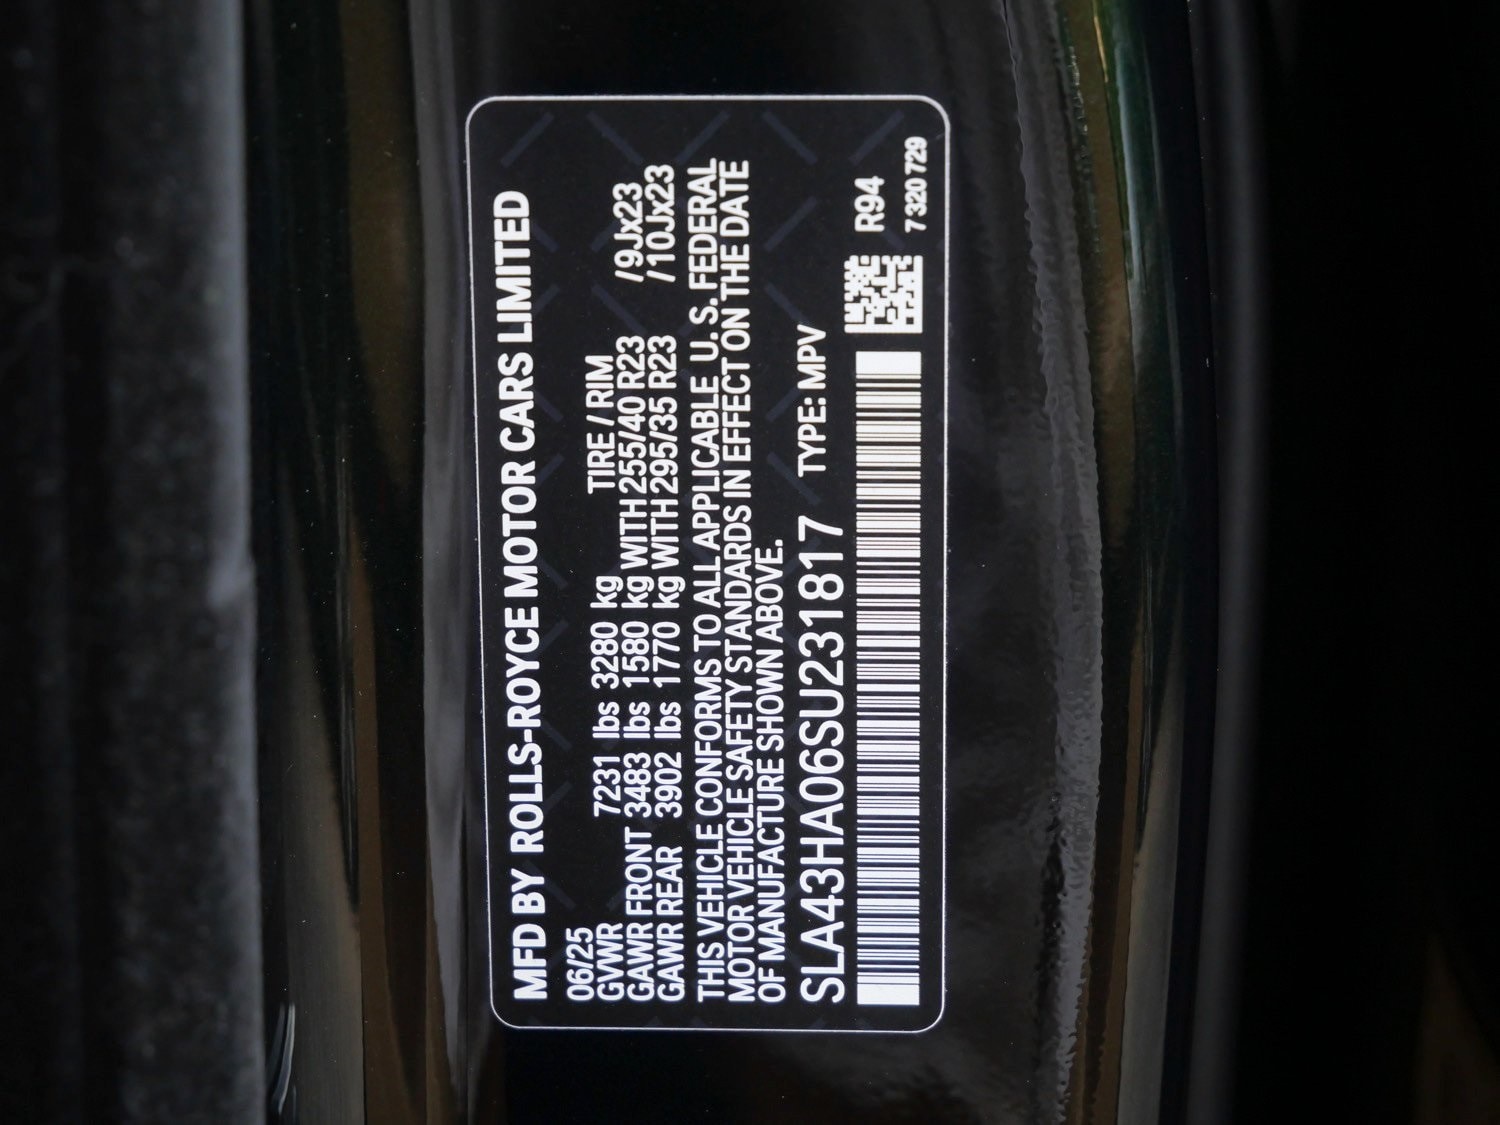 MFD BY ROLLS-ROYCE MOTOR CARS LIMITED
06/25
GVWR 7231 lbs 3280 kg TIRE / RIM
GAWR FRONT 3483 lbs 1580 kg WITH 255/40 R23 /9Jx23
GAWR REAR 3902 lbs 1770 kg WITH 295/35 R23 /10Jx23
THIS VEHICLE CONFORMS TO ALL APPLICABLE U. S. FEDERAL
MOTOR VEHICLE SAFETY STANDARDS IN EFFECT ON THE DATE
OF MANUFACTURE SHOWN ABOVE.
SLA43HA06SU231817 TYPE: MPV
R94
7 320 729